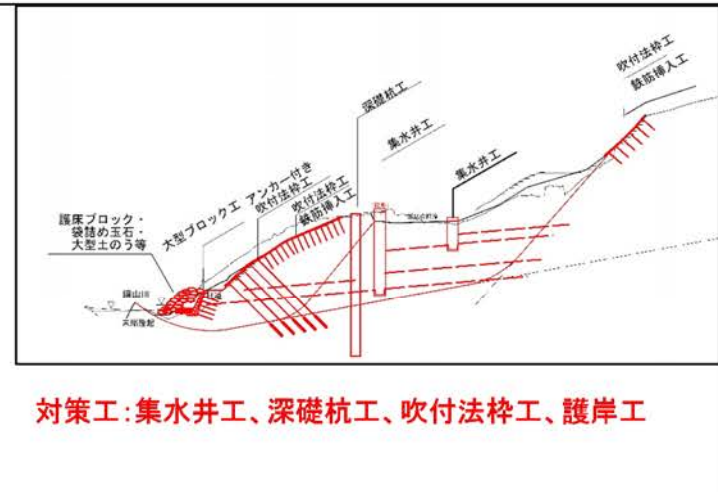 吹付法枠工
鉄筋挿入工
深礎杭工
集水井工
集水井工
大型ブロック工
アンカー付き
吹付法枠工
吹付法枠工
鉄筋挿入工
護床ブロック・
袋詰め玉石・
大型土のう等
末端隆起
対策工:集水井工、深礎杭工、吹付法枠工、護岸工